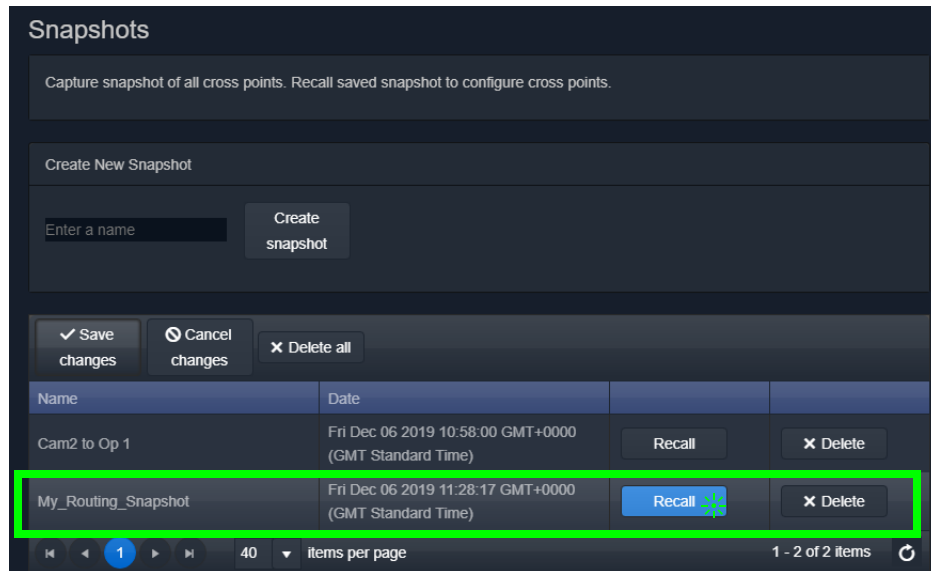 Snapshots
Capture snapshot of all cross points. Recall saved snapshot to configure cross points.
Create New Snapshot
Enter a name
Create
snapshot
Save
changes
Cancel
changes
Delete all
Name Date
Cam2 to Op 1
Fri Dec 06 2019 10:58:00 GMT+0000
(GMT Standard Time)
Recall
Delete
My_Routing_Snapshot
Fri Dec 06 2019 11:28:17 GMT+0000
(GMT Standard Time)
Recall
Delete
1 40 items per page 1 - 2 of 2 items